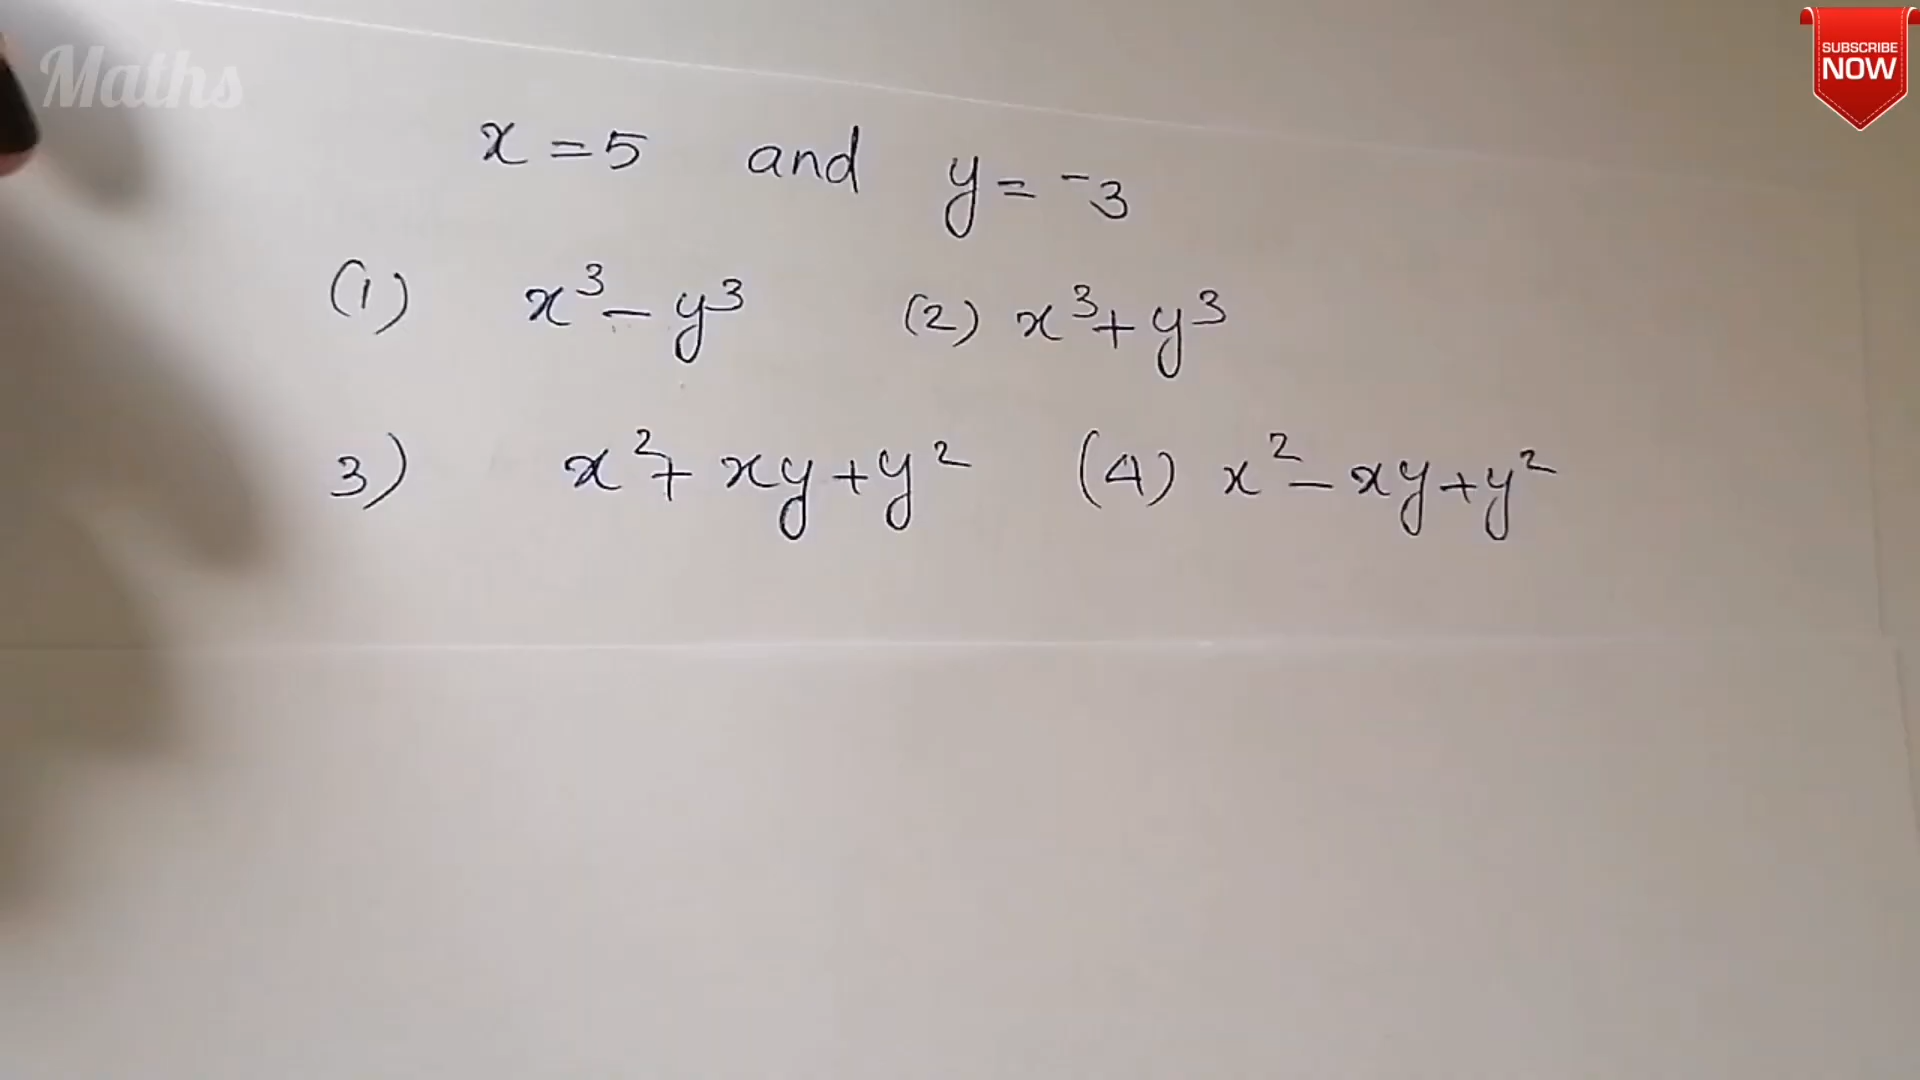 Maths
SUBSCRIBE
NOW
x = 5 and y = -3
(1) x³ - y³ (2) x³ + y³
3) x² + xy + y² (4) x² - xy + y²